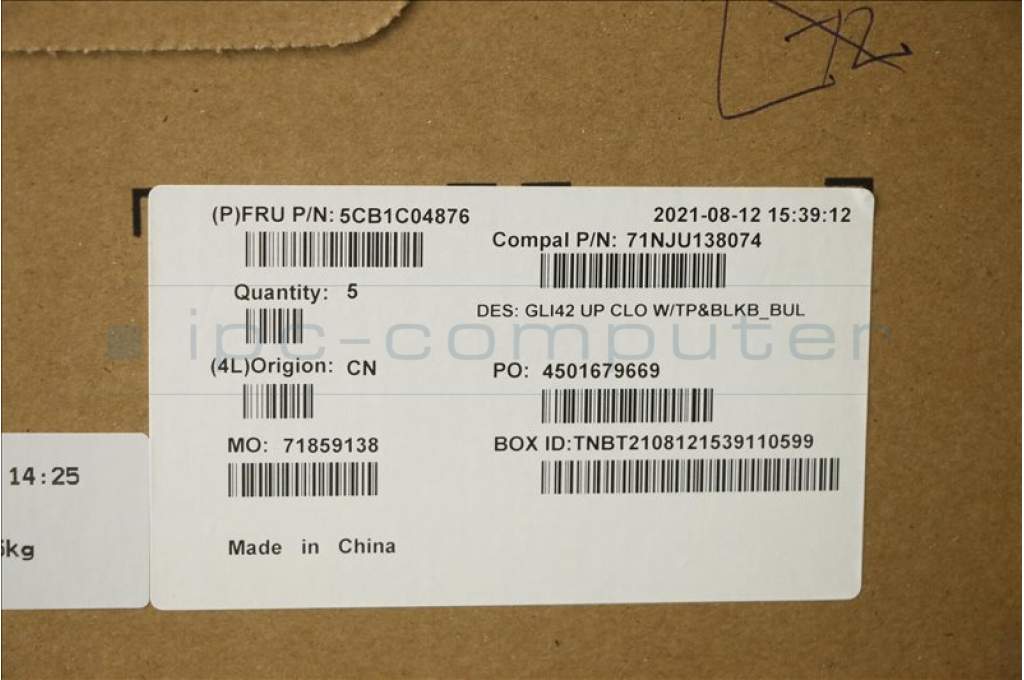 (P)FRU P/N: 5CB1C04876
2021-08-12 15:39:12
Compal P/N: 71NJU138074
Quantity: 5
DES: GLI42 UP CLO W/TP&BLKB_BUL
ipc-computer
(4L)Origion: CN
PO: 4501679669
MO: 71859138
BOX ID:TNBT2108121539110599
14:25
kg
Made in China